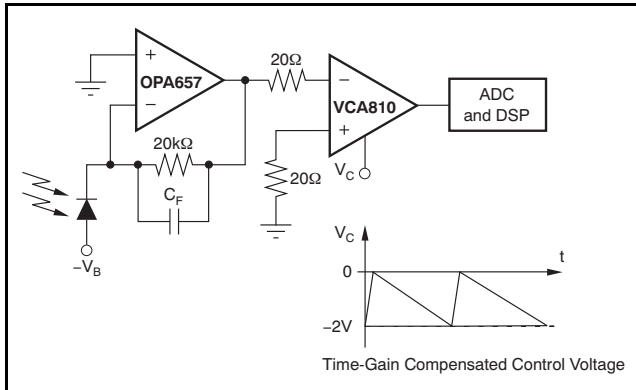 +
OPA657
−
20kΩ
C_F
−V_B
20Ω
−
VCA810
+
20Ω
V_C
ADC
and DSP
V_C
t
0
−2V
Time-Gain Compensated Control Voltage